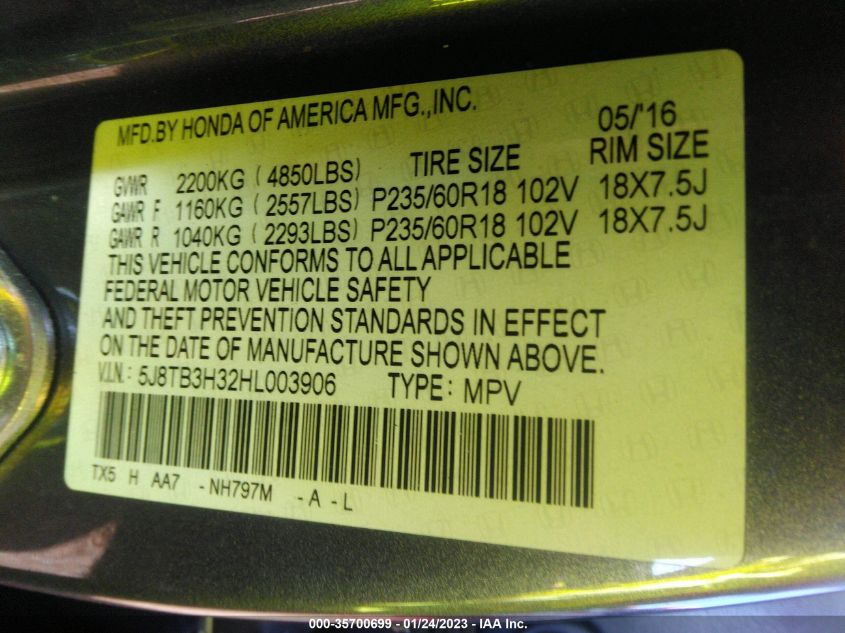 MFD.BY HONDA OF AMERICA MFG.,INC. 05/'16
GVWR 2200KG (4850LBS) TIRE SIZE RIM SIZE
GAWR F 1160KG (2557LBS) P235/60R18 102V 18X7.5J
GAWR R 1040KG (2293LBS) P235/60R18 102V 18X7.5J
THIS VEHICLE CONFORMS TO ALL APPLICABLE
FEDERAL MOTOR VEHICLE SAFETY
AND THEFT PREVENTION STANDARDS IN EFFECT
ON THE DATE OF MANUFACTURE SHOWN ABOVE.
V.I.N.: 5J8TB3H32HL003906 TYPE: MPV
TX5 H AA7 -NH797M -A -L
000-35700699 - 01/24/2023 - IAA Inc.